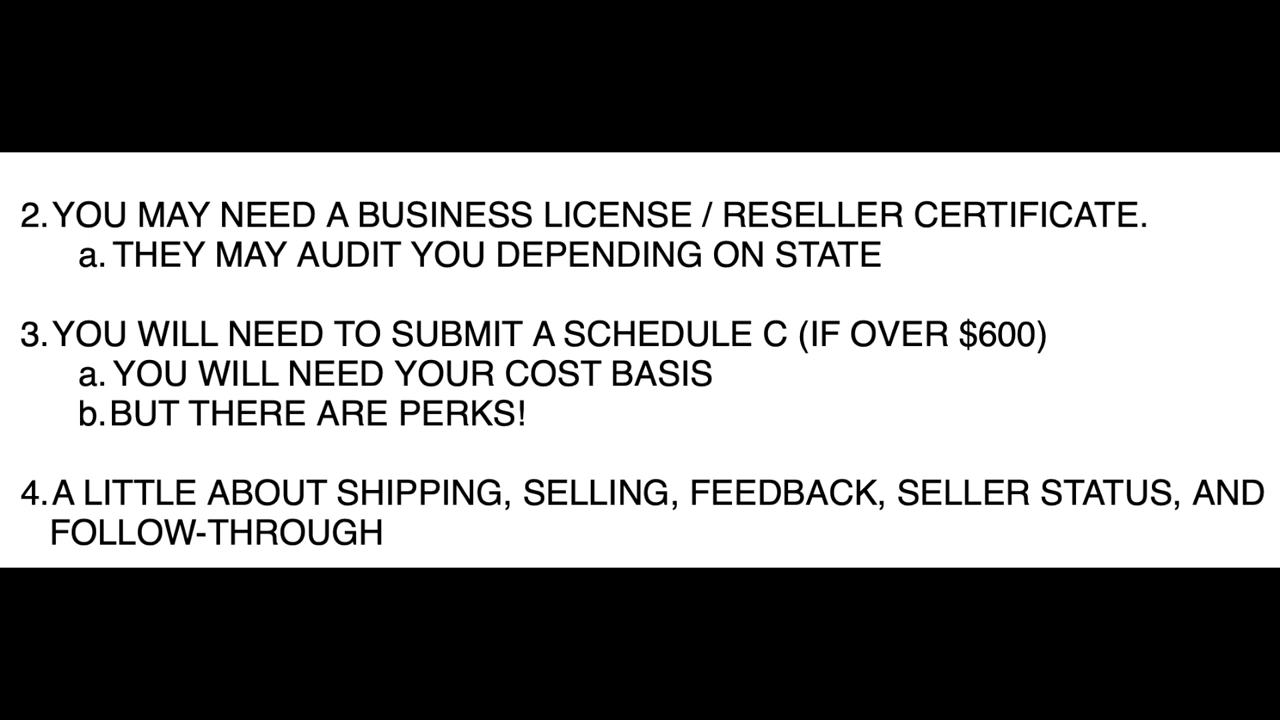 2. YOU MAY NEED A BUSINESS LICENSE / RESELLER CERTIFICATE.
a. THEY MAY AUDIT YOU DEPENDING ON STATE
3. YOU WILL NEED TO SUBMIT A SCHEDULE C (IF OVER $600)
a. YOU WILL NEED YOUR COST BASIS
b. BUT THERE ARE PERKS!
4. A LITTLE ABOUT SHIPPING, SELLING, FEEDBACK, SELLER STATUS, AND
FOLLOW-THROUGH